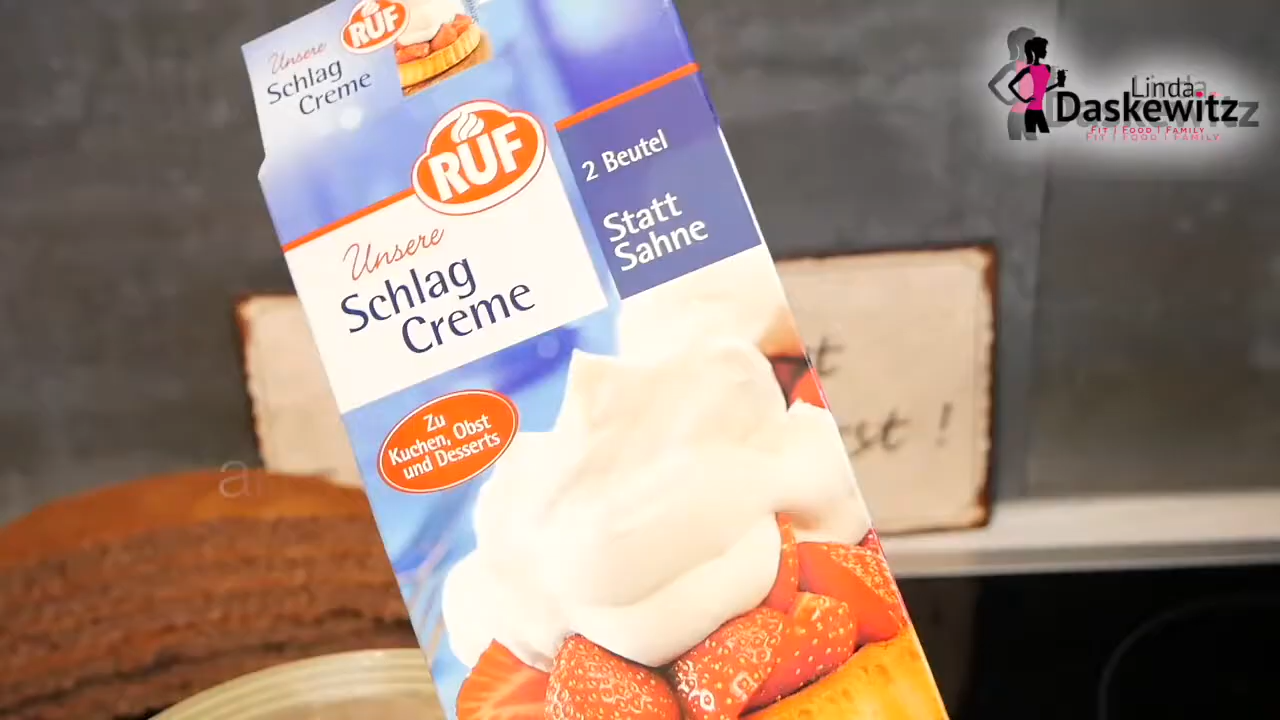 RUF
Unsere
Schlag
Creme
RUF
Unsere
Schlag
Creme
2 Beutel
Statt
Sahne
Zu
Kuchen, Obst
und Desserts
Linda
Daskewitz
FIT | FOOD | FAMILY